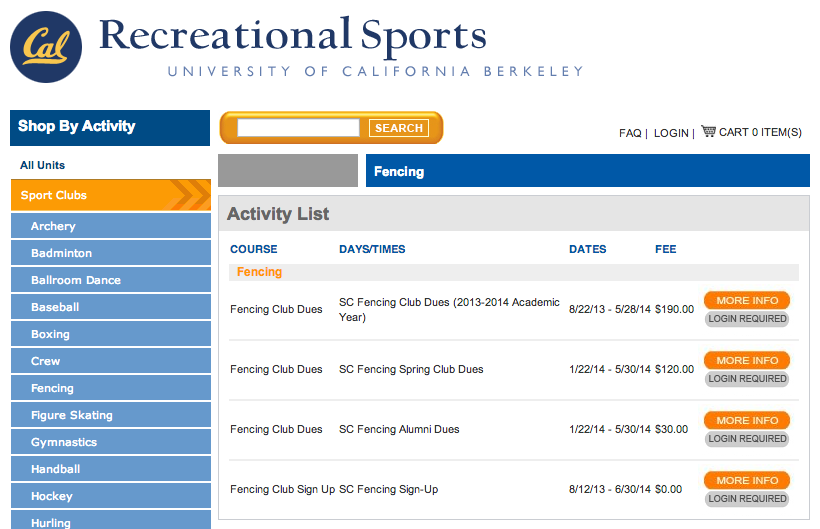 Cal
Recreational Sports
UNIVERSITY OF CALIFORNIA BERKELEY
Shop By Activity
SEARCH
FAQ | LOGIN | CART 0 ITEM(S)
All Units
Sport Clubs
Archery
Badminton
Ballroom Dance
Baseball
Boxing
Crew
Fencing
Figure Skating
Gymnastics
Handball
Hockey
Hurling
Fencing
Activity List
COURSE DAYS/TIMES DATES FEE
Fencing
Fencing Club Dues SC Fencing Club Dues (2013-2014 Academic
Year) 8/22/13 - 5/28/14 $190.00
MORE INFO
LOGIN REQUIRED
Fencing Club Dues SC Fencing Spring Club Dues 1/22/14 - 5/30/14 $120.00
MORE INFO
LOGIN REQUIRED
Fencing Club Dues SC Fencing Alumni Dues 1/22/14 - 5/30/14 $30.00
MORE INFO
LOGIN REQUIRED
Fencing Club Sign Up SC Fencing Sign-Up 8/12/13 - 6/30/14 $0.00
MORE INFO
LOGIN REQUIRED